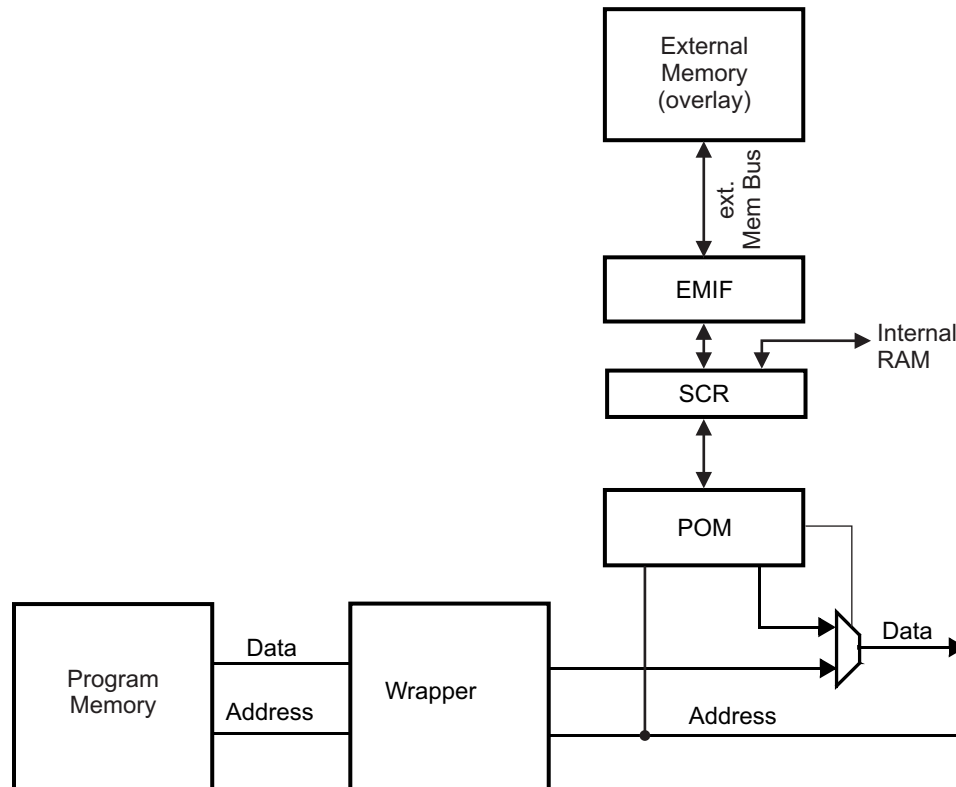 External
Memory
(overlay)
ext.
Mem Bus
EMIF
Internal
RAM
SCR
POM
Data
Data
Program
Memory
Wrapper
Address
Address